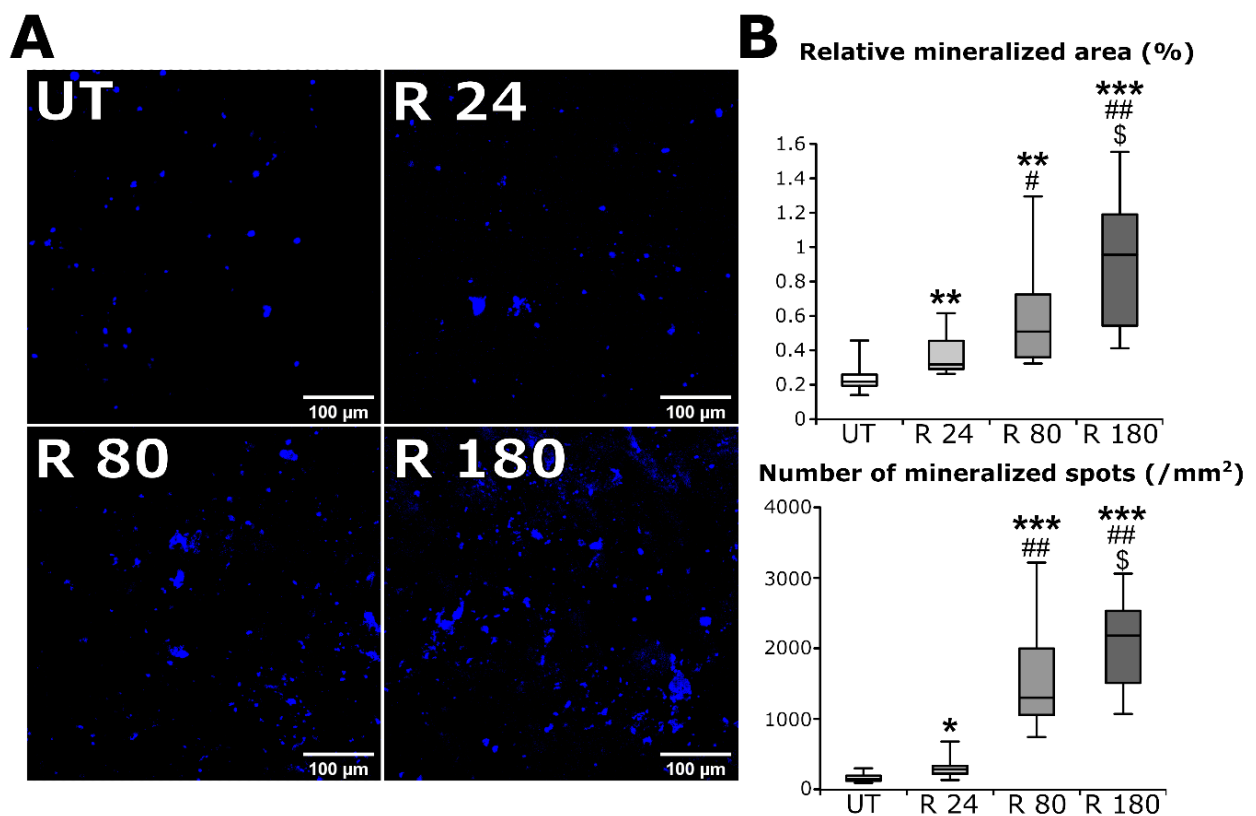 A
UT
R 24
100 µm
100 µm
R 80
R 180
100 µm
100 µm
B
Relative mineralized area (%)
***
##
$
**
#
**
1.6
1.4
1.2
1
0.8
0.6
0.4
0.2
0
UT R 24 R 80 R 180
Number of mineralized spots (/mm²)
***
##
$
***
##
*
4000
3000
2000
1000
0
UT R 24 R 80 R 180